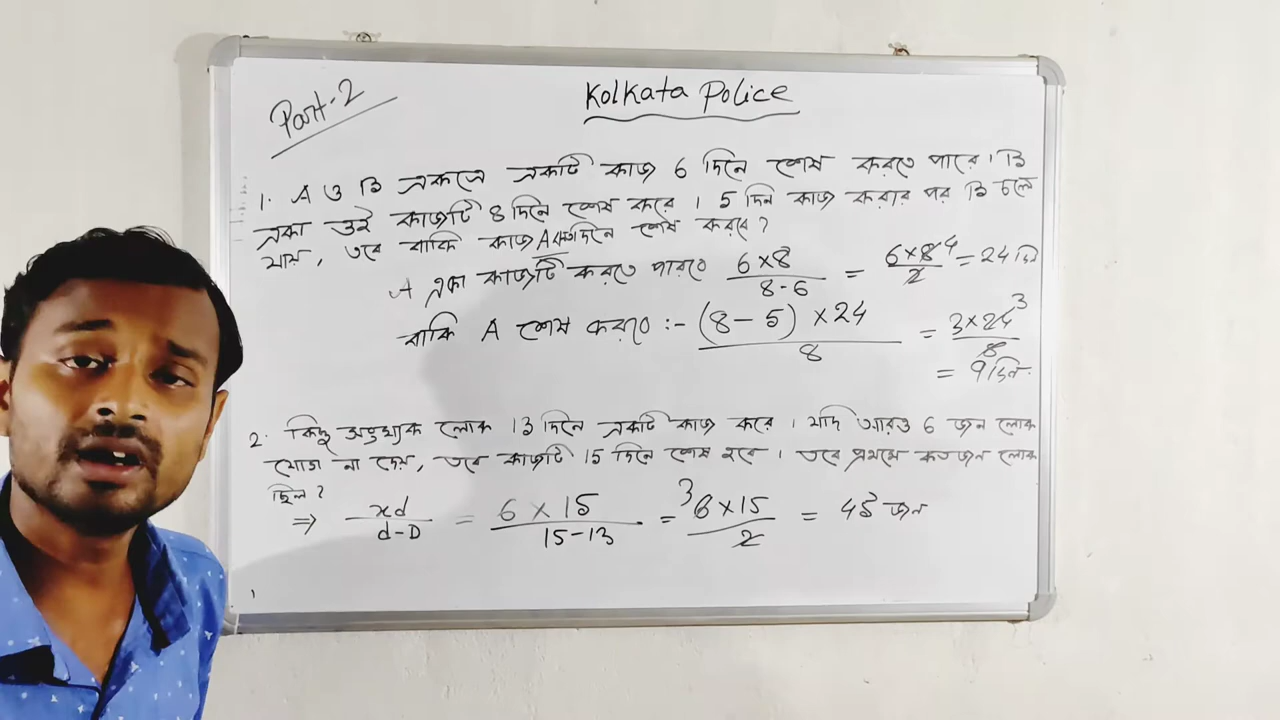 Part-2
Kolkata Police
1. A ও B একত্রে একটি কাজ 6 দিনে শেষ করতে পারে। B
একা ওই কাজটি 8 দিনে শেষ করে। 5 দিন কাজ করার পর B চলে
যায়, তবে বাকি কাজ A কতদিনে শেষ করবে?
A একা কাজটি করতে পারবে 6×8 / 8-6 = 6×8 4 / 2 = 24 দিন
বাকি A শেষ করবে :- (8-5) ×24 / 8 = 3×24 3 / 8
= 9 দিন.
2. কিছু লোক 13 দিনে একটি কাজ করে। যদি আরও 6 জন লোক
যোগ না দেয়, তবে কাজটি 15 দিনে শেষ হবে। তবে প্রথমে কতজন লোক
ছিল?
⇒ xd / d-D = 6 × 15 / 15-13 = 3 6×15 / 2 = 45 জন